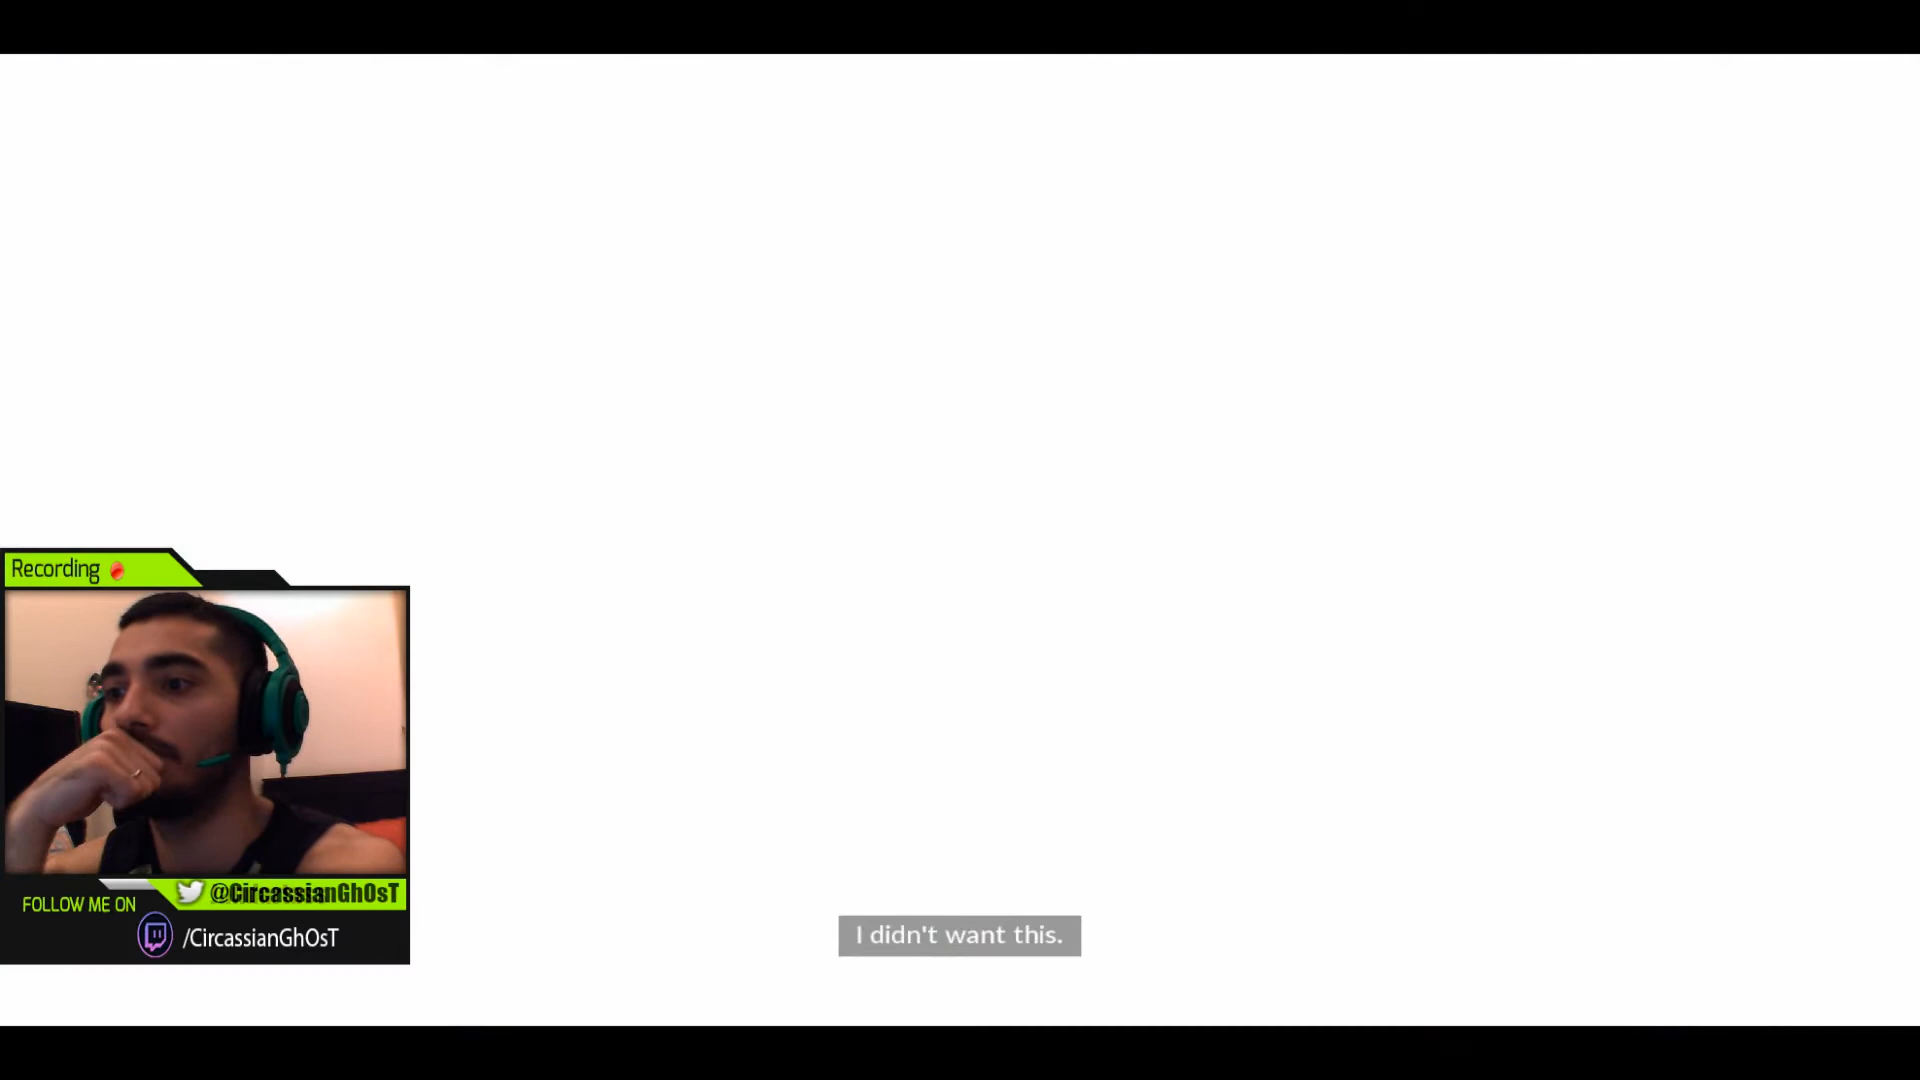 Recording
@CircassianGhOsT
FOLLOW ME ON
/CircassianGhOsT
I didn't want this.